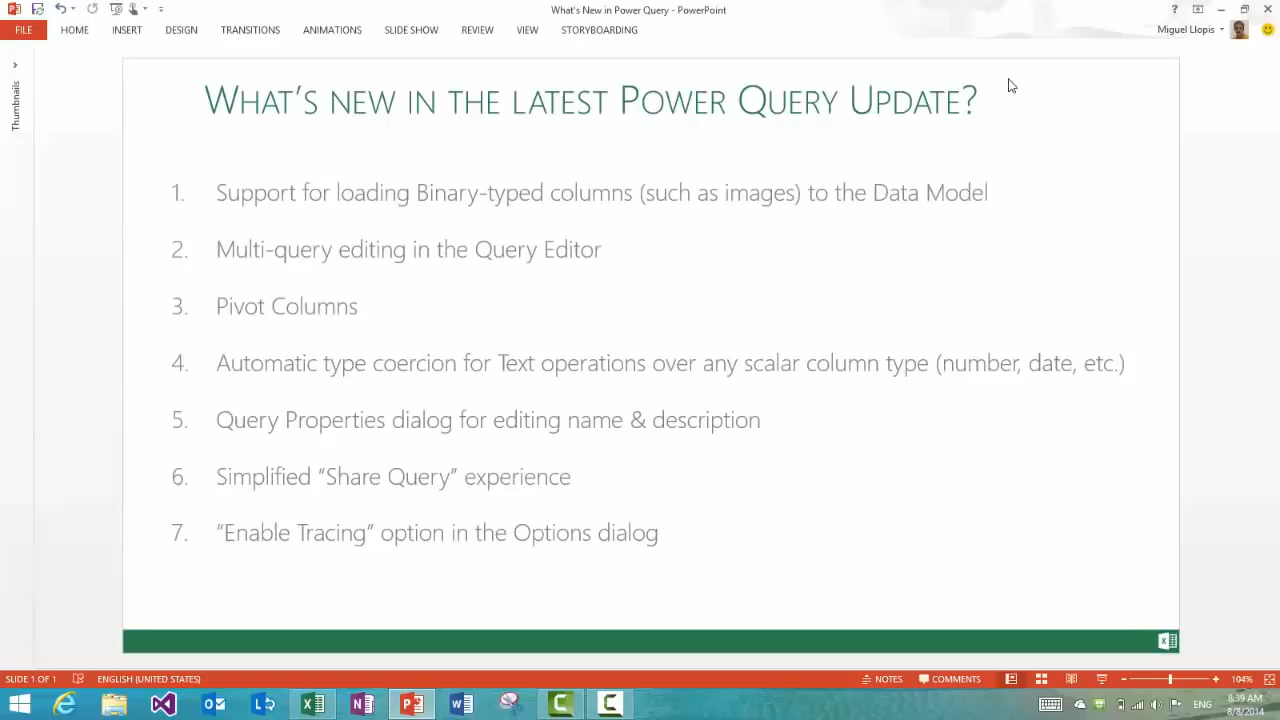 What's New in Power Query - PowerPoint
FILE HOME INSERT DESIGN TRANSITIONS ANIMATIONS SLIDE SHOW REVIEW VIEW STORYBOARDING Miguel Llopis
Thumbnails
WHAT'S NEW IN THE LATEST POWER QUERY UPDATE?
1. Support for loading Binary-typed columns (such as images) to the Data Model
2. Multi-query editing in the Query Editor
3. Pivot Columns
4. Automatic type coercion for Text operations over any scalar column type (number, date, etc.)
5. Query Properties dialog for editing name & description
6. Simplified “Share Query” experience
7. “Enable Tracing” option in the Options dialog
SLIDE 1 OF 1 ENGLISH (UNITED STATES) NOTES COMMENTS 104%
ENG 8:39 AM
8/8/2014